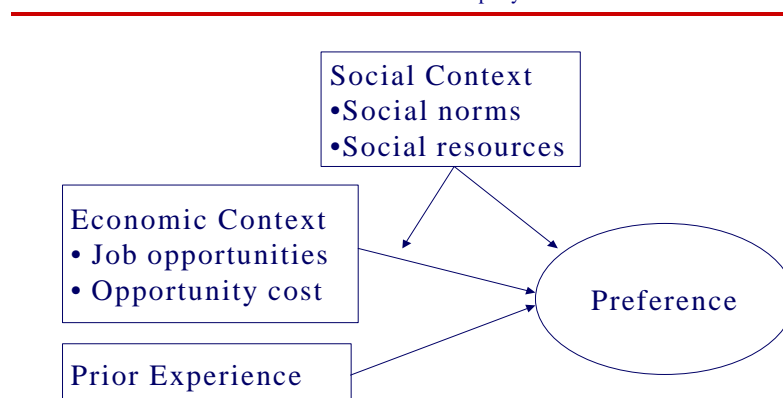 Social Context
•Social norms
•Social resources
Economic Context
• Job opportunities
• Opportunity cost
Preference
Prior Experience